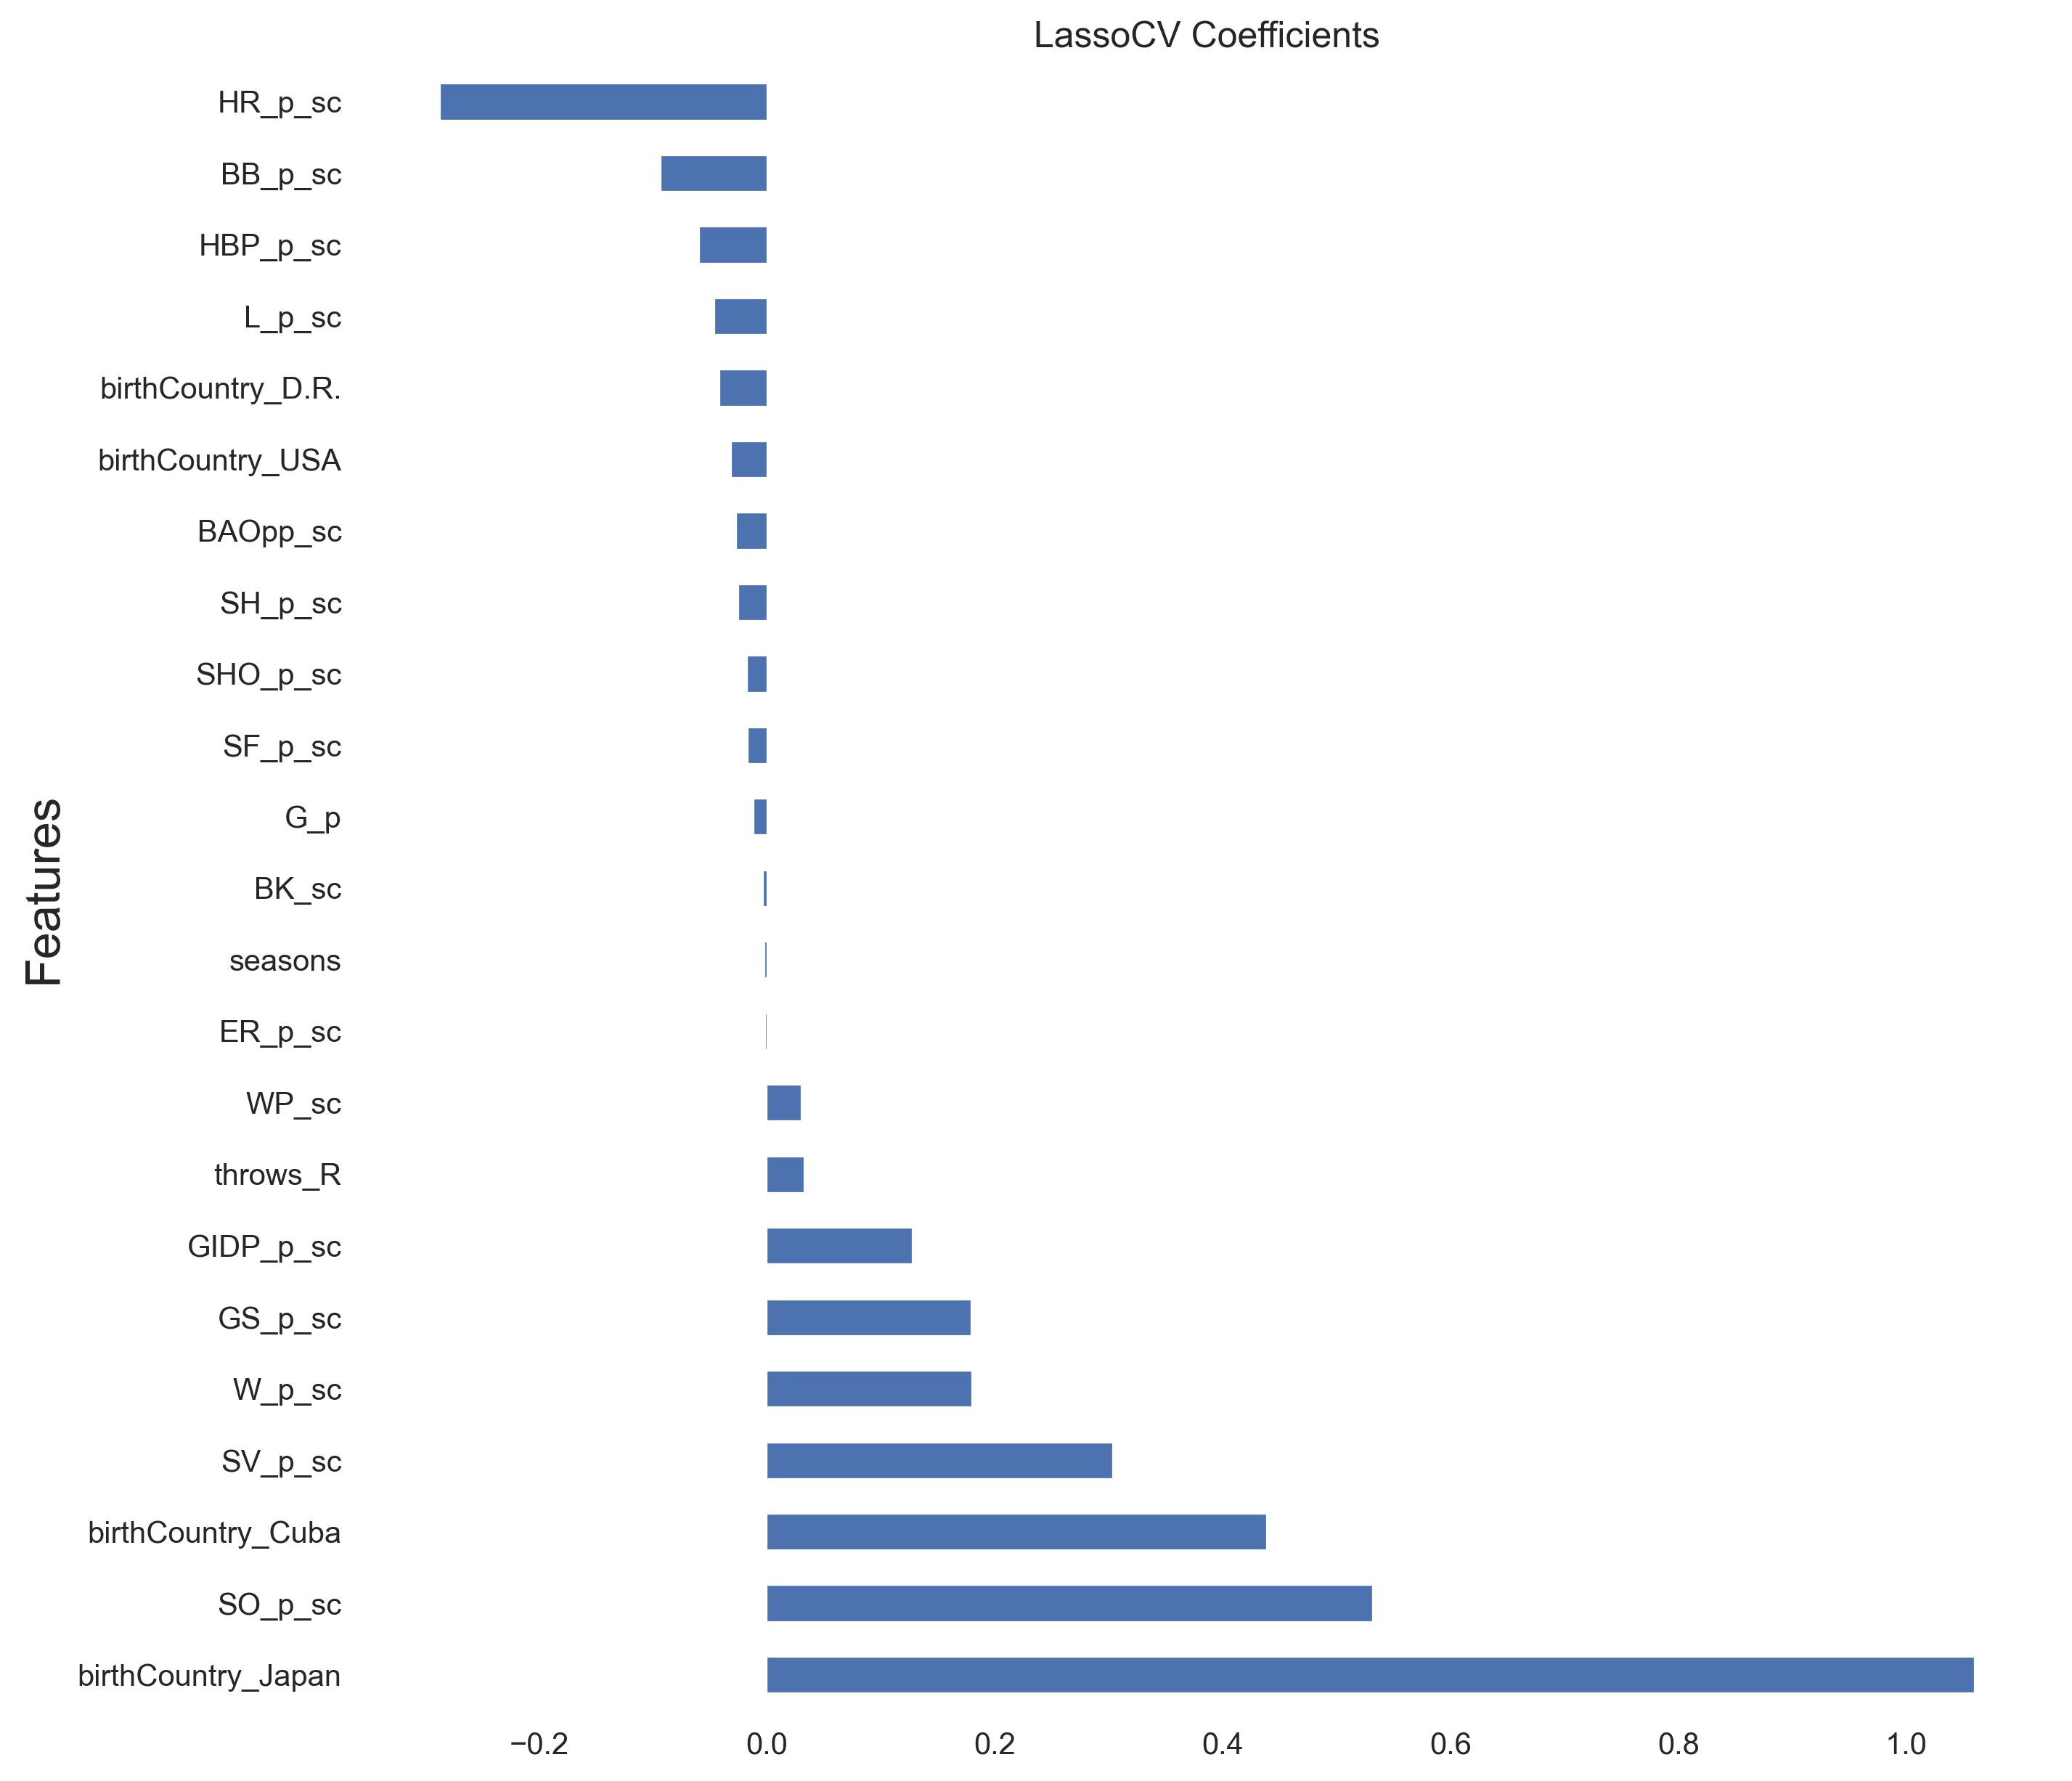 LassoCV Coefficients
HR_p_sc
BB_p_sc
HBP_p_sc
L_p_sc
birthCountry_D.R.
birthCountry_USA
BAOpp_sc
SH_p_sc
SHO_p_sc
SF_p_sc
G_p
BK_sc
seasons
ER_p_sc
WP_sc
throws_R
GIDP_p_sc
GS_p_sc
W_p_sc
SV_p_sc
birthCountry_Cuba
SO_p_sc
birthCountry_Japan
Features
−0.2 0.0 0.2 0.4 0.6 0.8 1.0